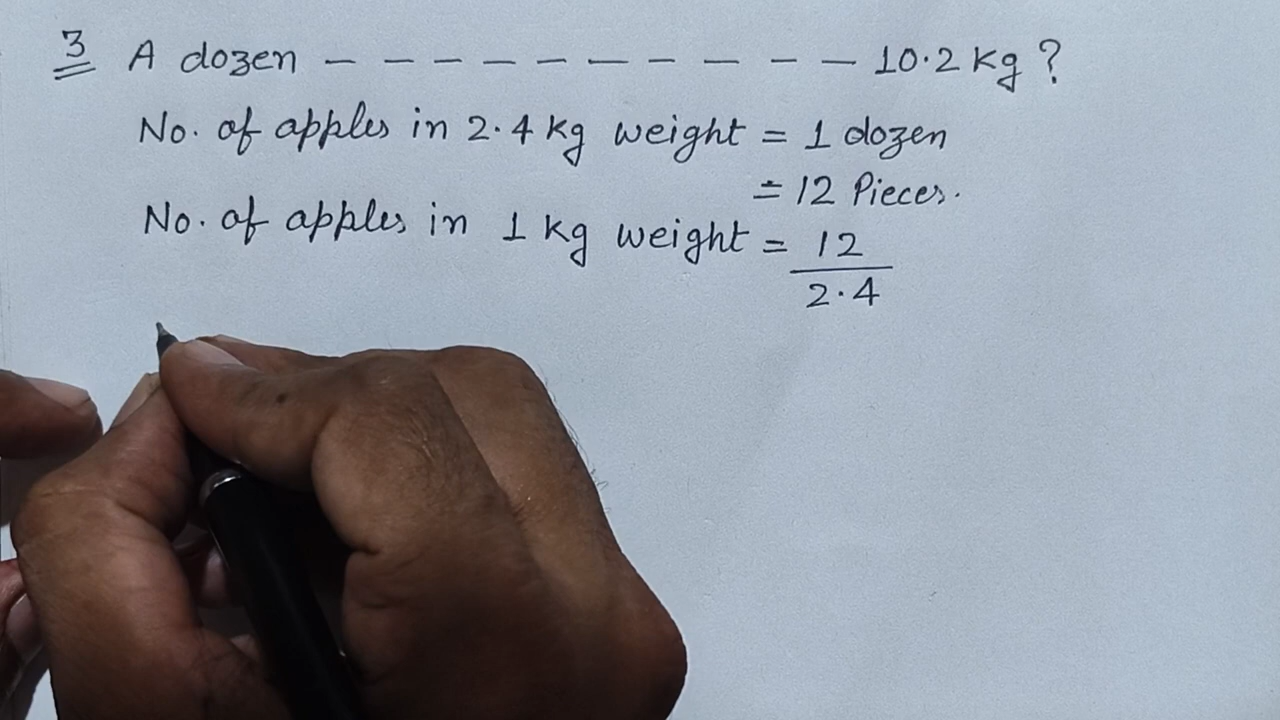 3 A dozen — — — — — — — — — — 10.2 kg ?
No. of apples in 2.4 kg weight = 1 dozen
= 12 Pieces.
No. of apples in 1 kg weight = 12
2.4